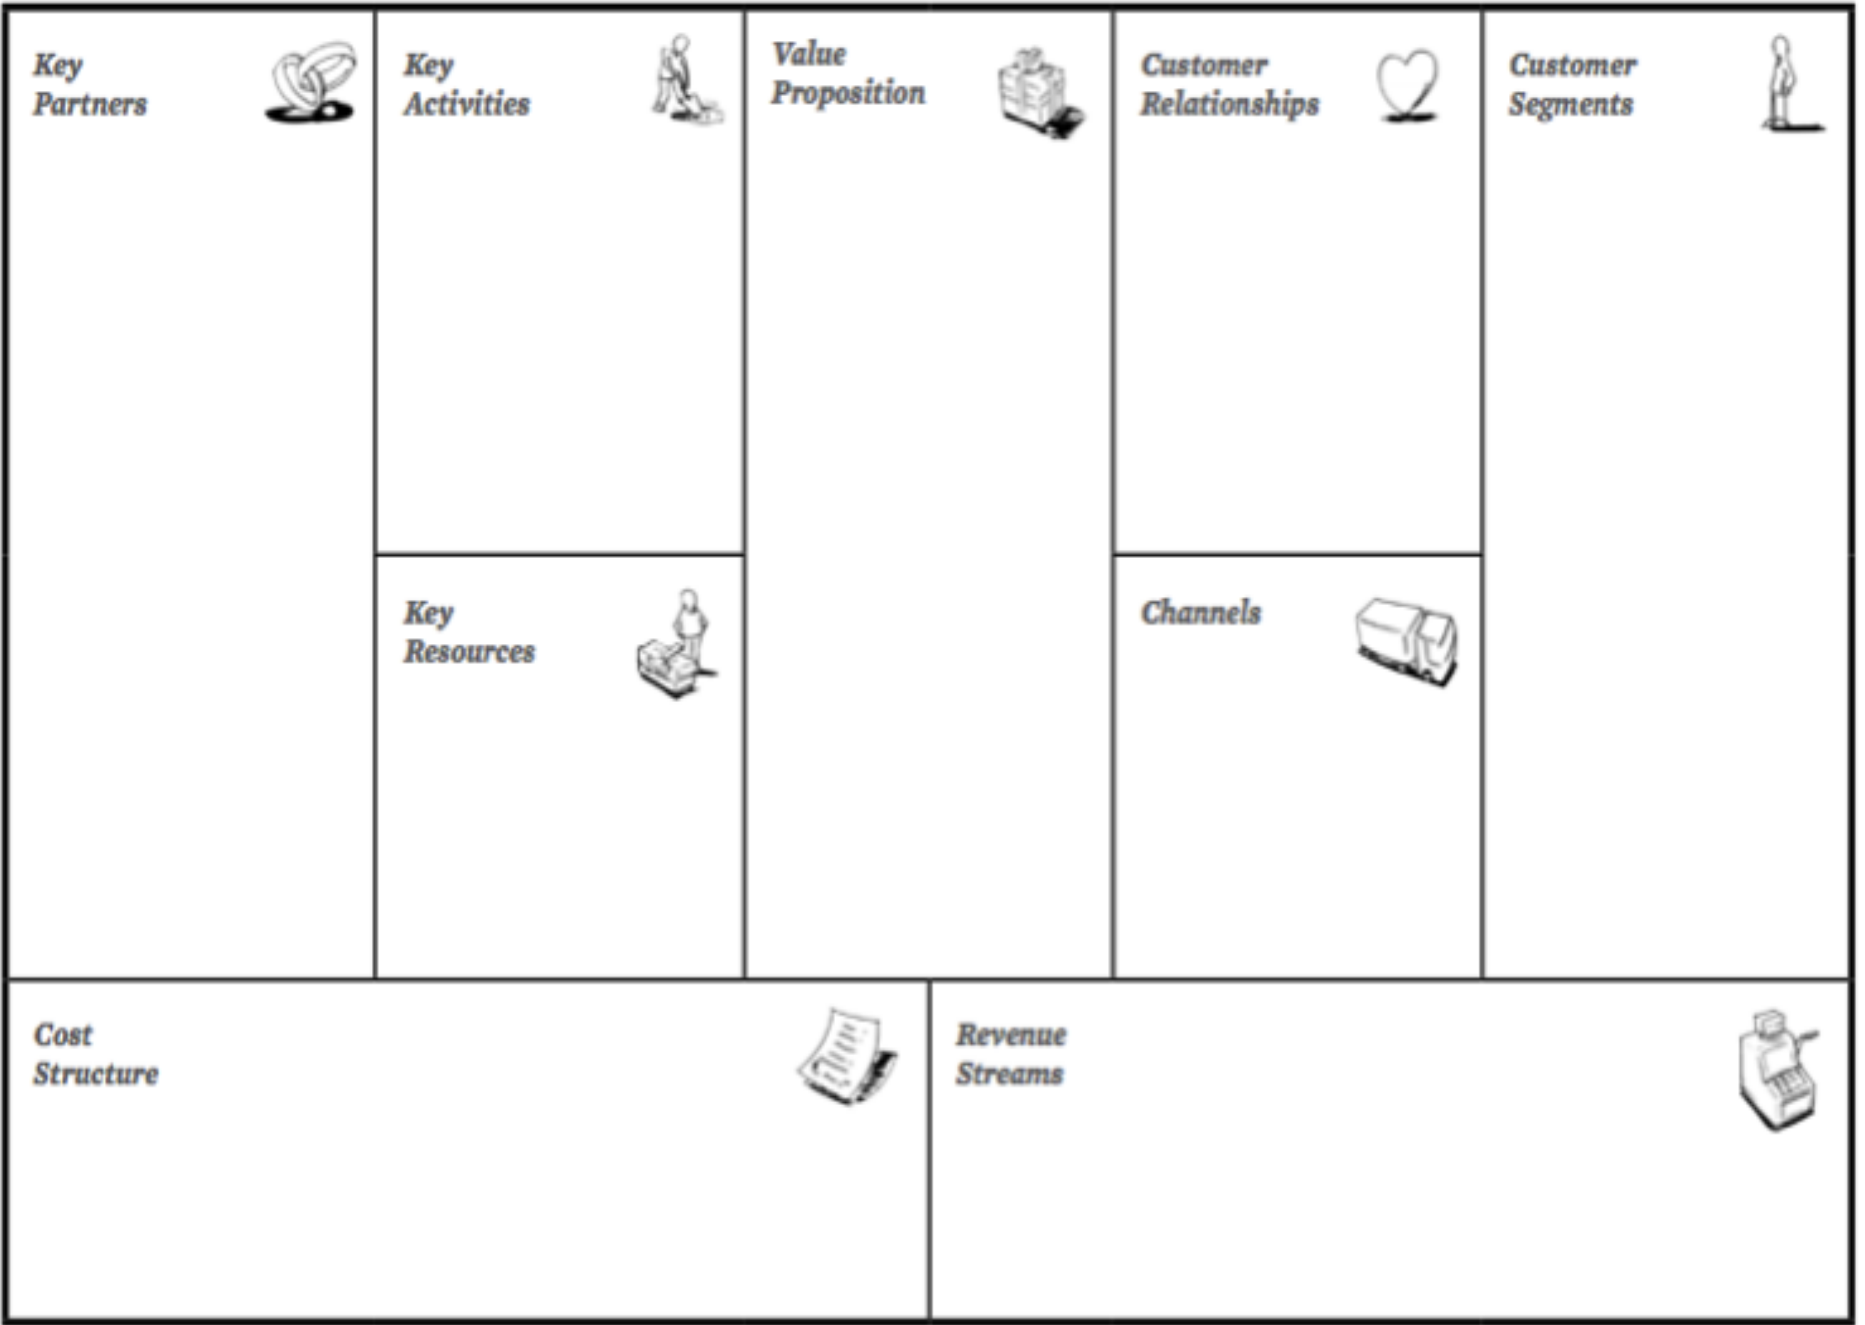 Key
Partners
Key
Activities
Value
Proposition
Customer
Relationships
Customer
Segments
Key
Resources
Channels
Cost
Structure
Revenue
Streams